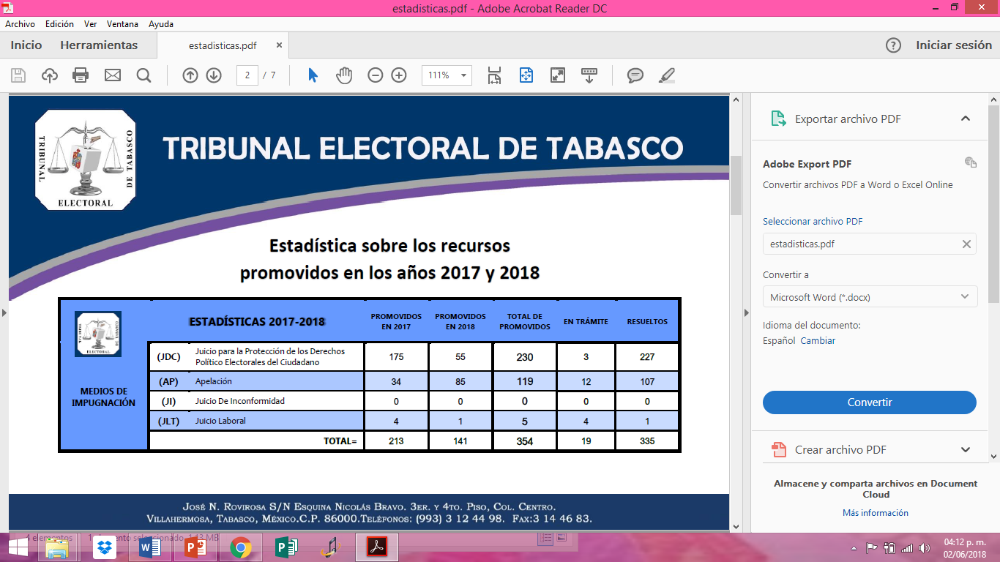 estadisticas.pdf - Adobe Acrobat Reader DC
Archivo Edición Ver Ventana Ayuda
Inicio Herramientas estadisticas.pdf × Iniciar sesión
2 / 7 111%
TRIBUNAL ELECTORAL DE TABASCO
TRIBUNAL ELECTORAL DE TABASCO
Estadística sobre los recursos
promovidos en los años 2017 y 2018
ESTADÍSTICAS 2017-2018 PROMOVIDOS EN 2017 PROMOVIDOS EN 2018 TOTAL DE PROMOVIDOS EN TRÁMITE RESUELTOS
MEDIOS DE
IMPUGNACIÓN
(JDC) Juicio para la Protección de los Derechos
Político Electorales del Ciudadano 175 55 230 3 227
(AP) Apelación 34 85 119 12 107
(JI) Juicio De Inconformidad 0 0 0 0 0
(JLT) Juicio Laboral 4 1 5 4 1
TOTAL= 213 141 354 19 335
José N. Rovirosa S/N Esquina Nicolás Bravo. 3er. y 4to. Piso, Col. Centro.
Villahermosa, Tabasco, México.C.P. 86000.Teléfonos: (993) 3 12 44 98. Fax:3 14 46 83.
Exportar archivo PDF
Adobe Export PDF
Convertir archivos PDF a Word o Excel Online
Seleccionar archivo PDF
estadisticas.pdf
Convertir a
Microsoft Word (*.docx)
Idioma del documento:
Español Cambiar
Convertir
Crear archivo PDF
Almacene y comparta archivos en Document
Cloud
Más información
4 elementos
04:12 p. m.
02/06/2018